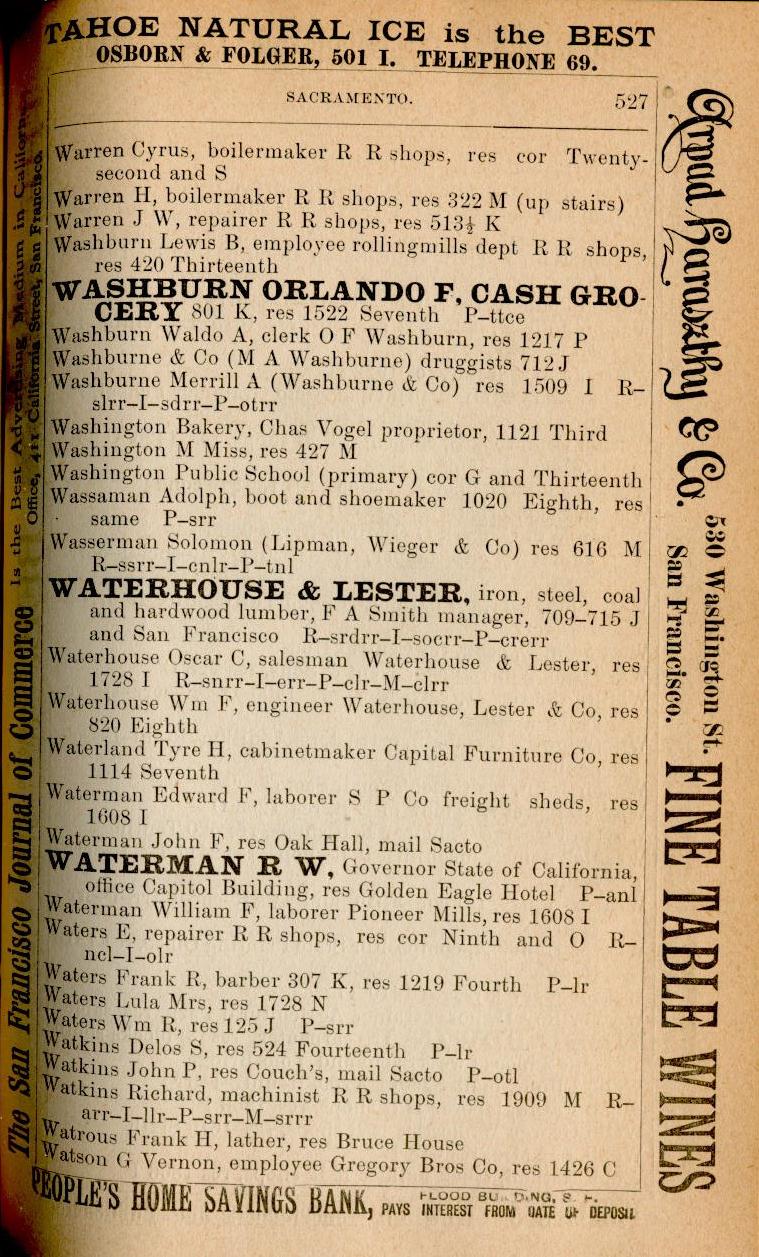 TAHOE NATURAL ICE is the BEST
OSBORN & FOLGER, 501 I. TELEPHONE 69.
SACRAMENTO. 527
Warren Cyrus, boilermaker R R shops, res cor Twenty-
second and S
Warren H, boilermaker R R shops, res 322 M (up stairs)
Warren J W, repairer R R shops, res 513½ K
Washburn Lewis B, employee rollingmills dept R R shops,
res 420 Thirteenth
WASHBURN ORLANDO F, CASH GRO-
CERY 801 K, res 1522 Seventh P-ttce
Washburn Waldo A, clerk O F Washburn, res 1217 P
Washburne & Co (M A Washburne) druggists 712 J
Washburne Merrill A (Washburne & Co) res 1509 I R-
slrr-I-sdrr-P-otrr
Washington Bakery, Chas Vogel proprietor, 1121 Third
Washington M Miss, res 427 M
Washington Public School (primary) cor G and Thirteenth
Wassaman Adolph, boot and shoemaker 1020 Eighth, res
same P-srr
Wasserman Solomon (Lipman, Wieger & Co) res 616 M
R-ssrr-I-cnlr-P-tnl
WATERHOUSE & LESTER, iron, steel, coal
and hardwood lumber, F A Smith manager, 709-715 J
and San Francisco R-srdrr-I-socrr-P-crerr
Waterhouse Oscar C, salesman Waterhouse & Lester, res
1728 I R-snrr-I-err-P-clr-M-clrr
Waterhouse Wm F, engineer Waterhouse, Lester & Co, res
820 Eighth
Waterland Tyre H, cabinetmaker Capital Furniture Co, res
1114 Seventh
Waterman Edward F, laborer S P Co freight sheds, res
1608 I
Waterman John F, res Oak Hall, mail Sacto
WATERMAN R W, Governor State of California,
office Capitol Building, res Golden Eagle Hotel P-anl
Waterman William F, laborer Pioneer Mills, res 1608 I
Waters E, repairer R R shops, res cor Ninth and O R-
ncl-I-olr
Waters Frank R, barber 307 K, res 1219 Fourth P-lr
Waters Lula Mrs, res 1728 N
Waters Wm R, res 125 J P-srr
Watkins Delos S, res 524 Fourteenth P-lr
Watkins John P, res Couch's, mail Sacto P-otl
Watkins Richard, machinist R R shops, res 1909 M R-
arr-I-llr-P-srr-M-srrr
Watrous Frank H, lather, res Bruce House
Watson G Vernon, employee Gregory Bros Co, res 1426 C
PEOPLE'S HOME SAVINGS BANK, PAYS
FLOOD S. F.
INTEREST FROM DATE OF DEPOSIT
The San Francisco Journal of Commerce Is the Best Advertising Medium in
Office, 411 California Street, San Francisco.
Arpad Haraszthy & Co. 530 Washington St.
San Francisco.
FINE TABLE WINES